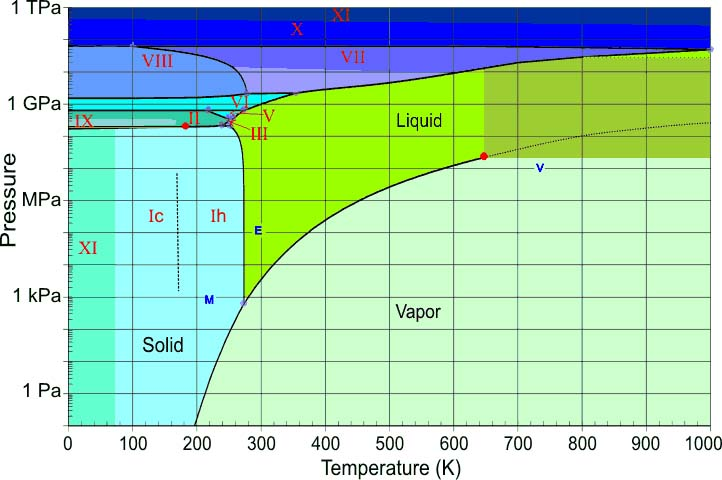 1 TPa
XI
X
VIII
VII
VI
1 GPa
IX
II
V
III
Liquid
MPa
Ic
Ih
E
V
XI
1 kPa
M
Vapor
Solid
1 Pa
Pressure
0 100 200 300 400 500 600 700 800 900 1000
Temperature (K)